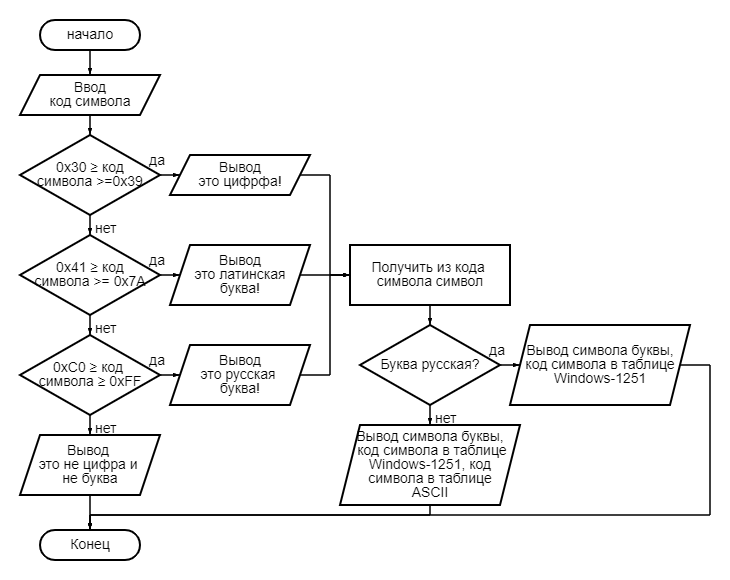 начало
Ввод
код символа
0x30 ≥ код
символа >=0x39
да
Вывод
это цифрфа!
нет
0x41 ≥ код
символа >= 0x7A
да
Вывод
это латинская
буква!
нет
0xC0 ≥ код
символа ≥ 0xFF
да
Вывод
это русская
буква!
нет
Вывод
это не цифра и
не буква
Получить из кода
символа символ
Буква русская?
да
Вывод символа буквы,
код символа в таблице
Windows-1251
нет
Вывод символа буквы,
код символа в таблице
Windows-1251, код
символа в таблице
ASCII
Конец